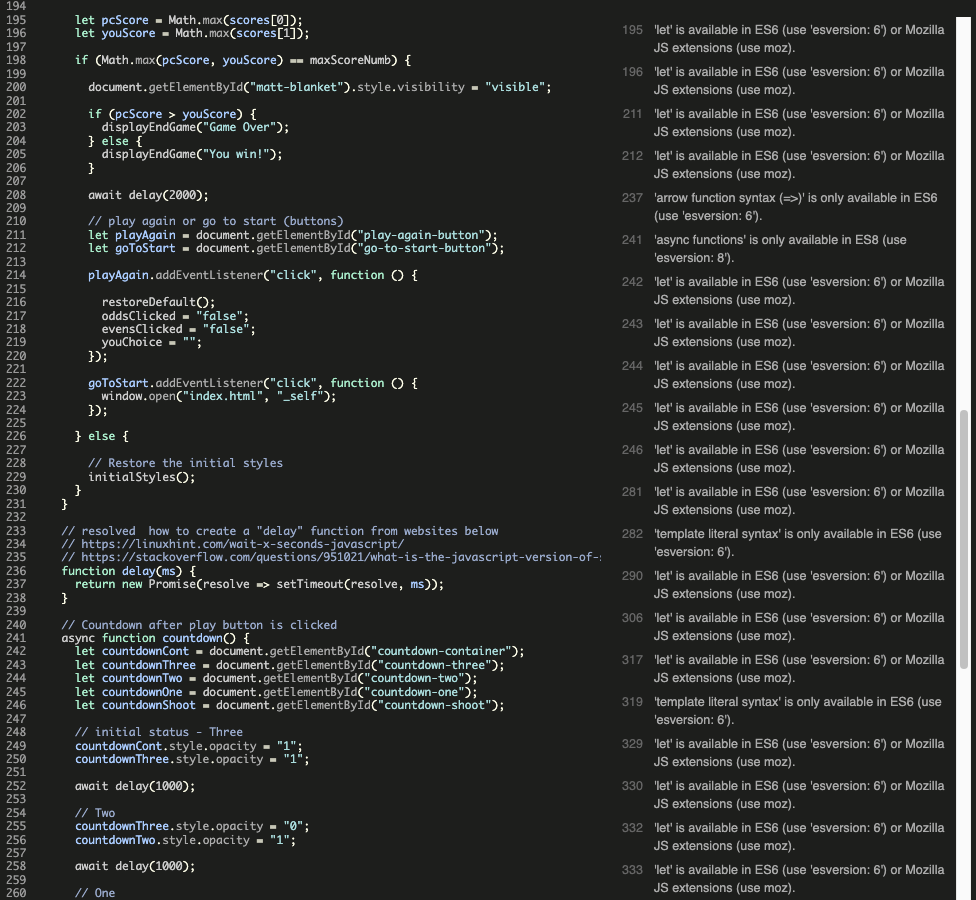 194
195 let pcScore = Math.max(scores[0]);
196 let youScore = Math.max(scores[1]);
197
198 if (Math.max(pcScore, youScore) == maxScoreNumb) {
199
200 document.getElementById("matt-blanket").style.visibility = "visible";
201
202 if (pcScore > youScore) {
203 displayEndGame("Game Over");
204 } else {
205 displayEndGame("You win!");
206 }
207
208 await delay(2000);
209
210 // play again or go to start (buttons)
211 let playAgain = document.getElementById("play-again-button");
212 let goToStart = document.getElementById("go-to-start-button");
213
214 playAgain.addEventListener("click", function () {
215
216 restoreDefault();
217 oddsClicked = "false";
218 evensClicked = "false";
219 youChoice = "";
220 });
221
222 goToStart.addEventListener("click", function () {
223 window.open("index.html", "_self");
224 });
225
226 } else {
227
228 // Restore the initial styles
229 initialStyles();
230 }
231 }
232
233 // resolved  how to create a "delay" function from websites below
234 // https://linuxhint.com/wait-x-seconds-javascript/
235 // https://stackoverflow.com/questions/951021/what-is-the-javascript-version-of-
236 function delay(ms) {
237 return new Promise(resolve => setTimeout(resolve, ms));
238 }
239
240 // Countdown after play button is clicked
241 async function countdown() {
242 let countdownCont = document.getElementById("countdown-container");
243 let countdownThree = document.getElementById("countdown-three");
244 let countdownTwo = document.getElementById("countdown-two");
245 let countdownOne = document.getElementById("countdown-one");
246 let countdownShoot = document.getElementById("countdown-shoot");
247
248 // initial status - Three
249 countdownCont.style.opacity = "1";
250 countdownThree.style.opacity = "1";
251
252 await delay(1000);
253
254 // Two
255 countdownThree.style.opacity = "0";
256 countdownTwo.style.opacity = "1";
257
258 await delay(1000);
259
260 // One
195 'let' is available in ES6 (use 'esversion: 6') or Mozilla
JS extensions (use moz).
196 'let' is available in ES6 (use 'esversion: 6') or Mozilla
JS extensions (use moz).
211 'let' is available in ES6 (use 'esversion: 6') or Mozilla
JS extensions (use moz).
212 'let' is available in ES6 (use 'esversion: 6') or Mozilla
JS extensions (use moz).
237 'arrow function syntax (=>)' is only available in ES6
(use 'esversion: 6').
241 'async functions' is only available in ES8 (use
'esversion: 8').
242 'let' is available in ES6 (use 'esversion: 6') or Mozilla
JS extensions (use moz).
243 'let' is available in ES6 (use 'esversion: 6') or Mozilla
JS extensions (use moz).
244 'let' is available in ES6 (use 'esversion: 6') or Mozilla
JS extensions (use moz).
245 'let' is available in ES6 (use 'esversion: 6') or Mozilla
JS extensions (use moz).
246 'let' is available in ES6 (use 'esversion: 6') or Mozilla
JS extensions (use moz).
281 'let' is available in ES6 (use 'esversion: 6') or Mozilla
JS extensions (use moz).
282 'template literal syntax' is only available in ES6 (use
'esversion: 6').
290 'let' is available in ES6 (use 'esversion: 6') or Mozilla
JS extensions (use moz).
306 'let' is available in ES6 (use 'esversion: 6') or Mozilla
JS extensions (use moz).
317 'let' is available in ES6 (use 'esversion: 6') or Mozilla
JS extensions (use moz).
319 'template literal syntax' is only available in ES6 (use
'esversion: 6').
329 'let' is available in ES6 (use 'esversion: 6') or Mozilla
JS extensions (use moz).
330 'let' is available in ES6 (use 'esversion: 6') or Mozilla
JS extensions (use moz).
332 'let' is available in ES6 (use 'esversion: 6') or Mozilla
JS extensions (use moz).
333 'let' is available in ES6 (use 'esversion: 6') or Mozilla
JS extensions (use moz).